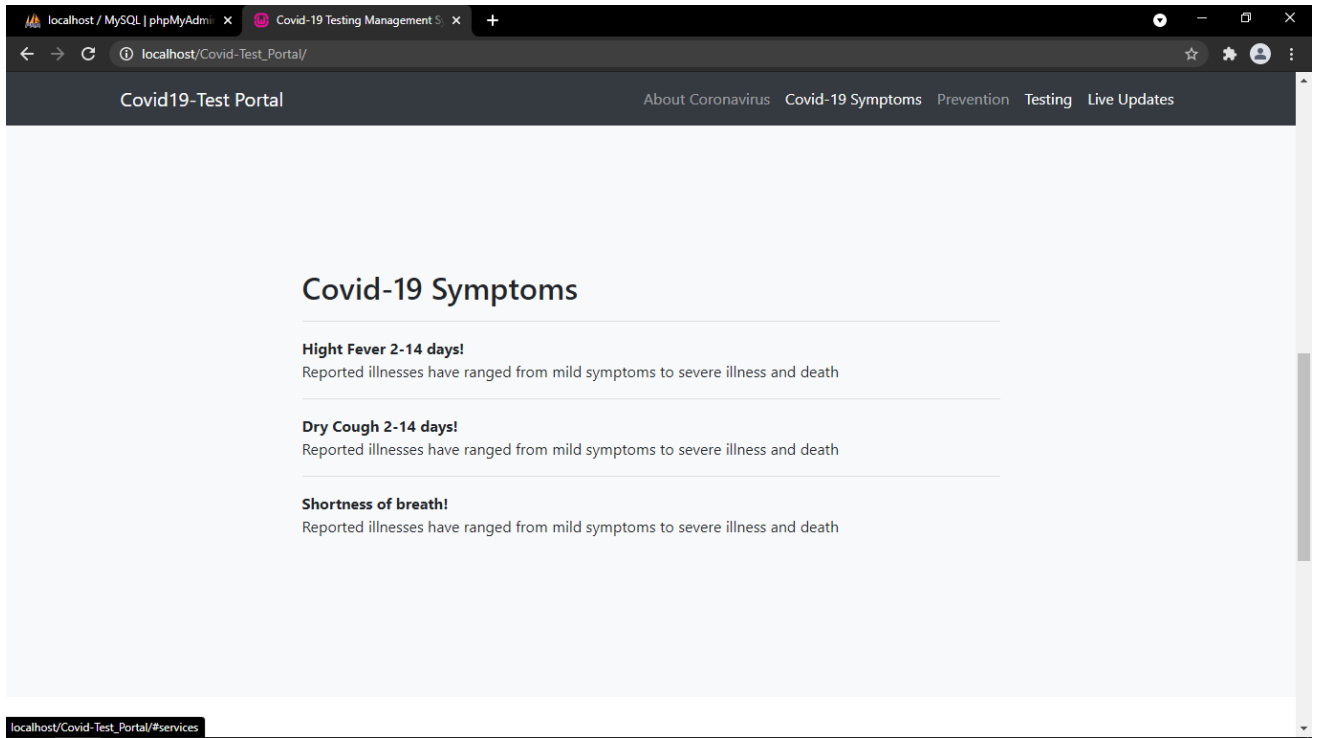 localhost / MySQL | phpMyAdmi
Covid-19 Testing Management S
localhost/Covid-Test_Portal/
Covid19-Test Portal
About Coronavirus Covid-19 Symptoms Prevention Testing Live Updates
Covid-19 Symptoms
Hight Fever 2-14 days!
Reported illnesses have ranged from mild symptoms to severe illness and death
Dry Cough 2-14 days!
Reported illnesses have ranged from mild symptoms to severe illness and death
Shortness of breath!
Reported illnesses have ranged from mild symptoms to severe illness and death
localhost/Covid-Test_Portal/#services